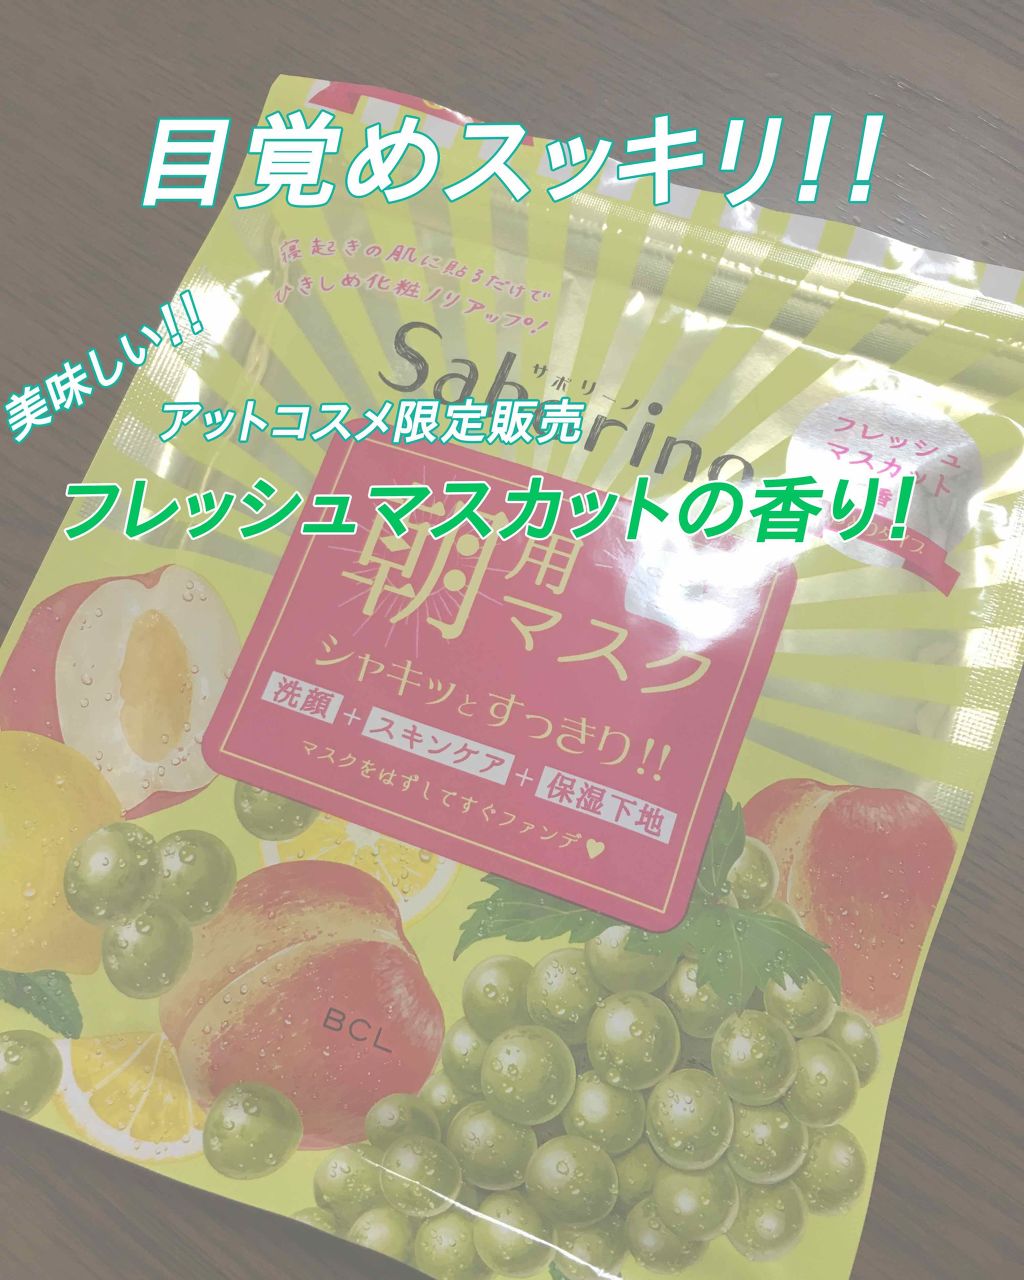 目覚めスッキリ!!
寝起きの肌に貼るだけで
ひきしめ化粧ノリアップ!
美味しい!!
サボリーノ
Saborino
アットコスメ限定販売
フレッシュ
マスカット
フレッシュマスカットの香り!
タイプ
朝用
マスク
シャキッとすっきり!!
洗顔+スキンケア+保湿下地
マスクをはずしてすぐファンデ♥
BCL